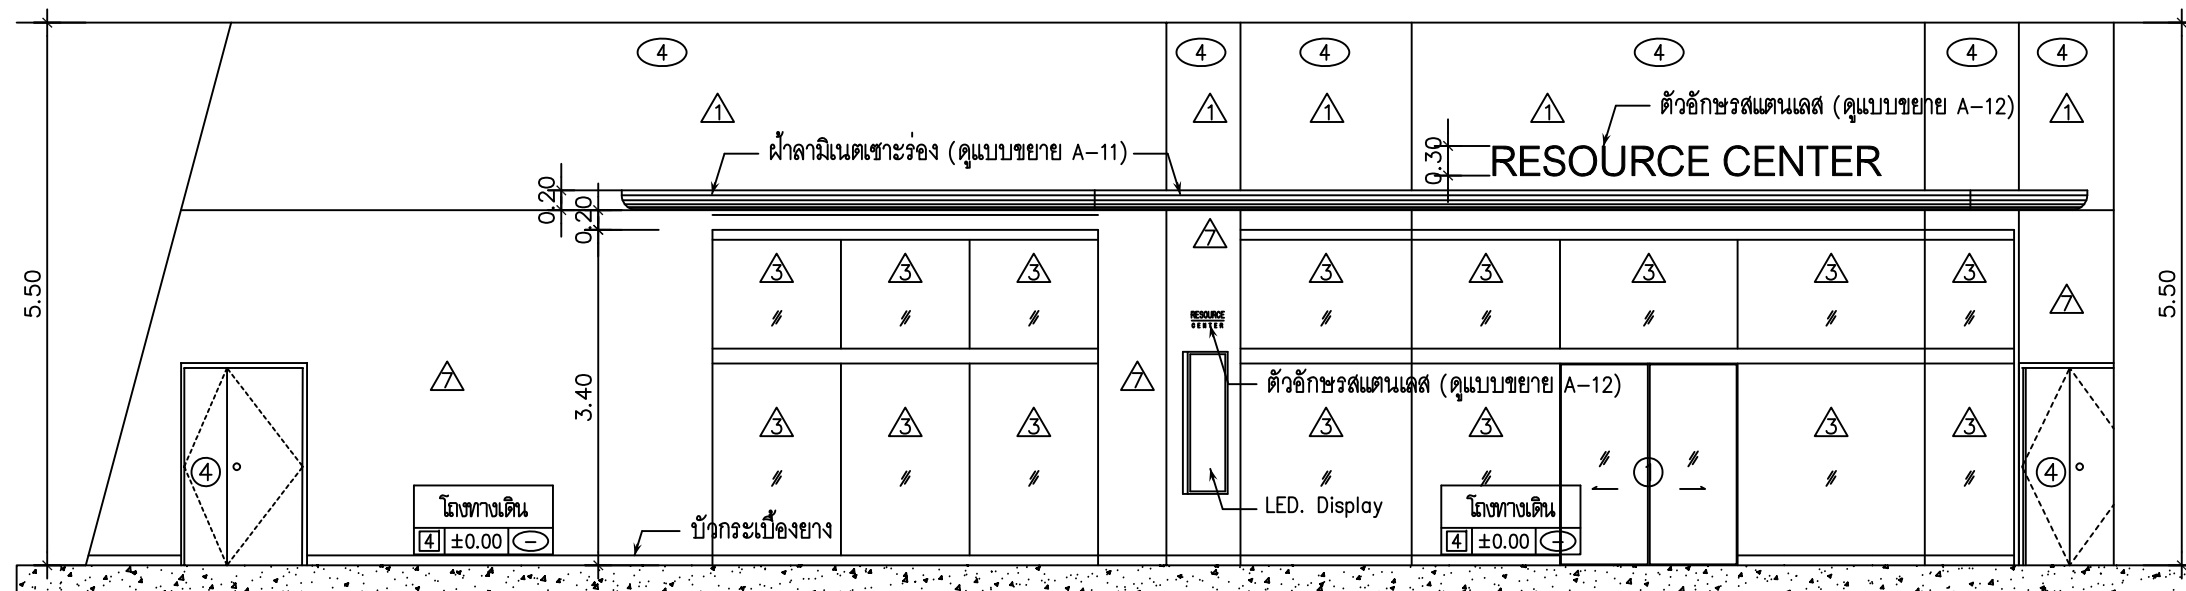 4 4 4 4 4 4
1 1 1 1 1
ตัวอักษรสแตนเลส (ดูแบบขยาย A-12)
ฝ้าลามิเนตเซาะร่อง (ดูแบบขยาย A-11)
0.30
RESOURCE CENTER
0.20
0.20
7
3 3 3 3 3 3 3 3
5.50
7
5.50
RESOURCE
CENTER
7
7
3.40
ตัวอักษรสแตนเลส (ดูแบบขยาย A-12)
3 3 3 3 3 3 3
4
1
4
โถงทางเดิน
4 ±0.00 -
บัวกระเบื้องยาง
LED. Display
โถงทางเดิน
4 ±0.00 -